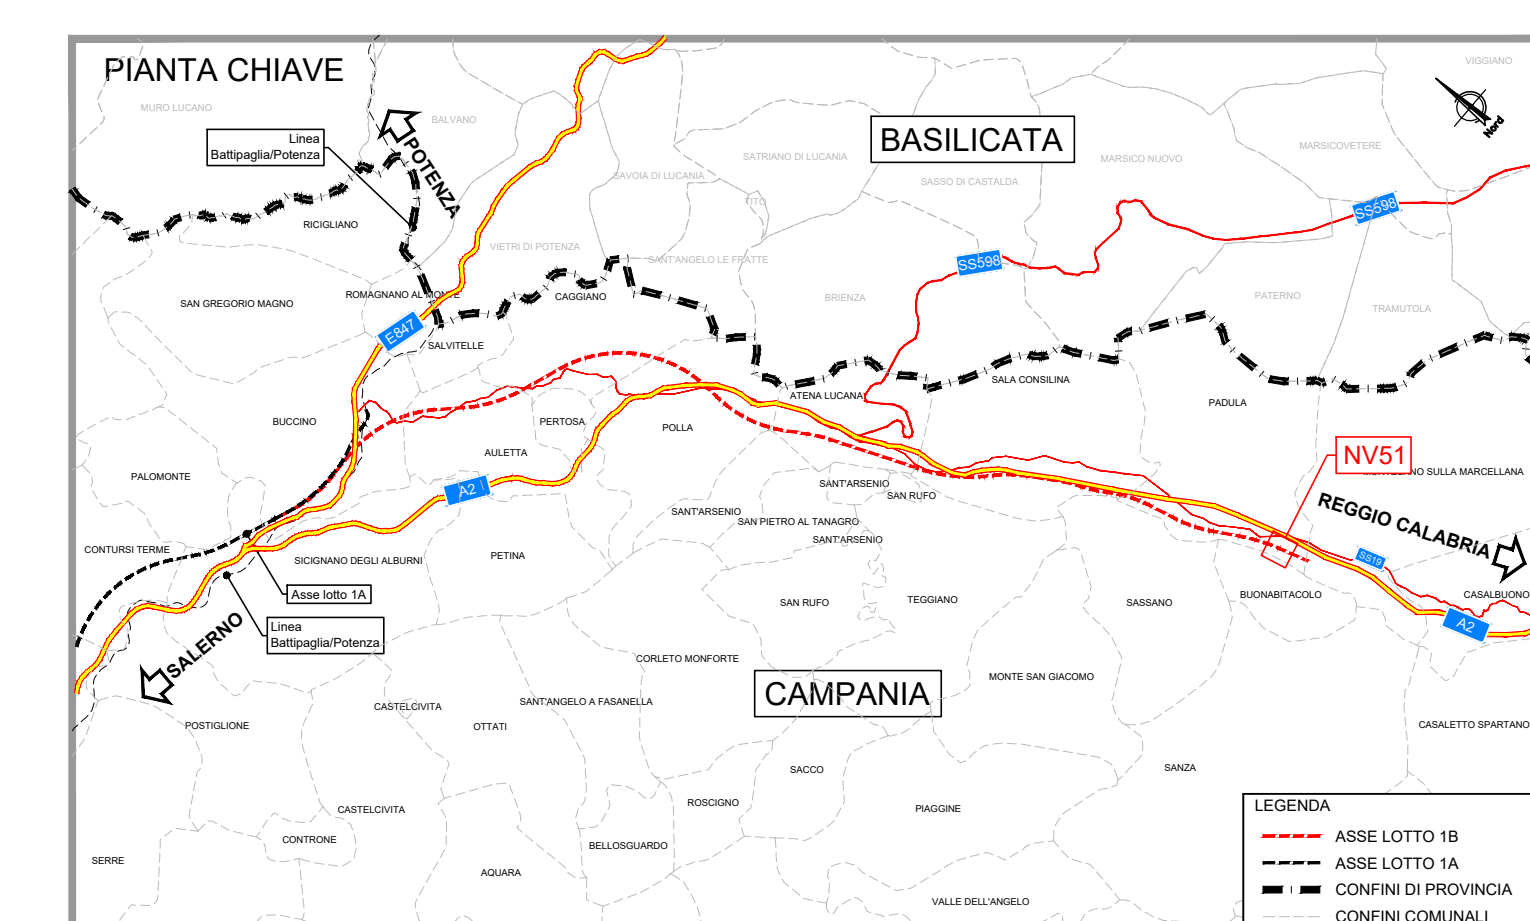 PIANTA CHIAVE
VIGGIANO
MURO LUCANO
BALVANO
Linea
Battipaglia/Potenza
POTENZA
BASILICATA
Nord
SATRIANO DI LUCANIA
MARSICO NUOVO
MARSICOVETERE
SAVOIA DI LUCANIA
SASSO DI CASTALDA
TITO
SS598
RICIGLIANO
VIETRI DI POTENZA
SANT'ANGELO LE FRATTE
SS598
SAN GREGORIO MAGNO
ROMAGNANO AL MONTE
CAGGIANO
BRIENZA
PATERNO
TRAMUTOLA
E847
SALVITELLE
SALA CONSILINA
ATENA LUCANA
PADULA
BUCCINO
PERTOSA
POLLA
AULETTA
NV51
PALOMONTE
SANT'ARSENIO
SAN RUFO
SULLA MARCELLANA
A2
SANT'ARSENIO
SAN PIETRO AL TANAGRO
SANT'ARSENIO
REGGIO CALABRIA
CONTURSI TERME
SICIGNANO DEGLI ALBURNI
PETINA
SS19
Asse lotto 1A
SAN RUFO
TEGGIANO
SASSANO
BUONABITACOLO
CASALBUONO
A2
Linea
Battipaglia/Potenza
SALERNO
CORLETO MONFORTE
MONTE SAN GIACOMO
CAMPANIA
CASTELCIVITA
SANT'ANGELO A FASANELLA
POSTIGLIONE
OTTATI
CASALETTO SPARTANO
SACCO
SANZA
ROSCIGNO
PIAGGINE
CASTELCIVITA
CONTRONE
BELLOSGUARDO
SERRE
AQUARA
VALLE DELL'ANGELO
LEGENDA
ASSE LOTTO 1B
ASSE LOTTO 1A
CONFINI DI PROVINCIA
CONFINI COMUNALI